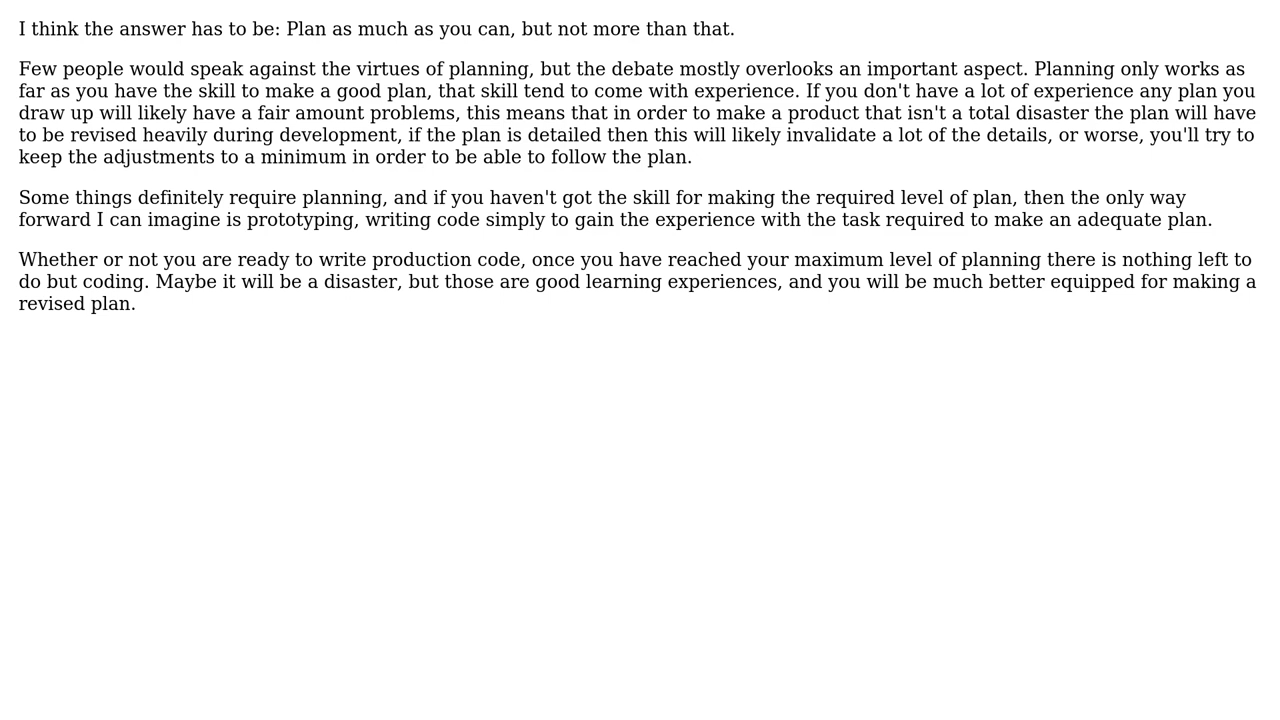 I think the answer has to be: Plan as much as you can, but not more than that.
Few people would speak against the virtues of planning, but the debate mostly overlooks an important aspect. Planning only works as
far as you have the skill to make a good plan, that skill tend to come with experience. If you don't have a lot of experience any plan you
draw up will likely have a fair amount problems, this means that in order to make a product that isn't a total disaster the plan will have
to be revised heavily during development, if the plan is detailed then this will likely invalidate a lot of the details, or worse, you'll try to
keep the adjustments to a minimum in order to be able to follow the plan.
Some things definitely require planning, and if you haven't got the skill for making the required level of plan, then the only way
forward I can imagine is prototyping, writing code simply to gain the experience with the task required to make an adequate plan.
Whether or not you are ready to write production code, once you have reached your maximum level of planning there is nothing left to
do but coding. Maybe it will be a disaster, but those are good learning experiences, and you will be much better equipped for making a
revised plan.